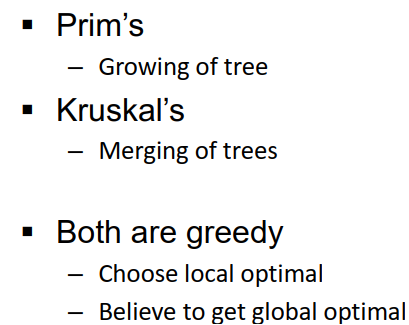 ▪ Prim's
– Growing of tree
▪ Kruskal's
– Merging of trees
▪ Both are greedy
– Choose local optimal
– Believe to get global optimal